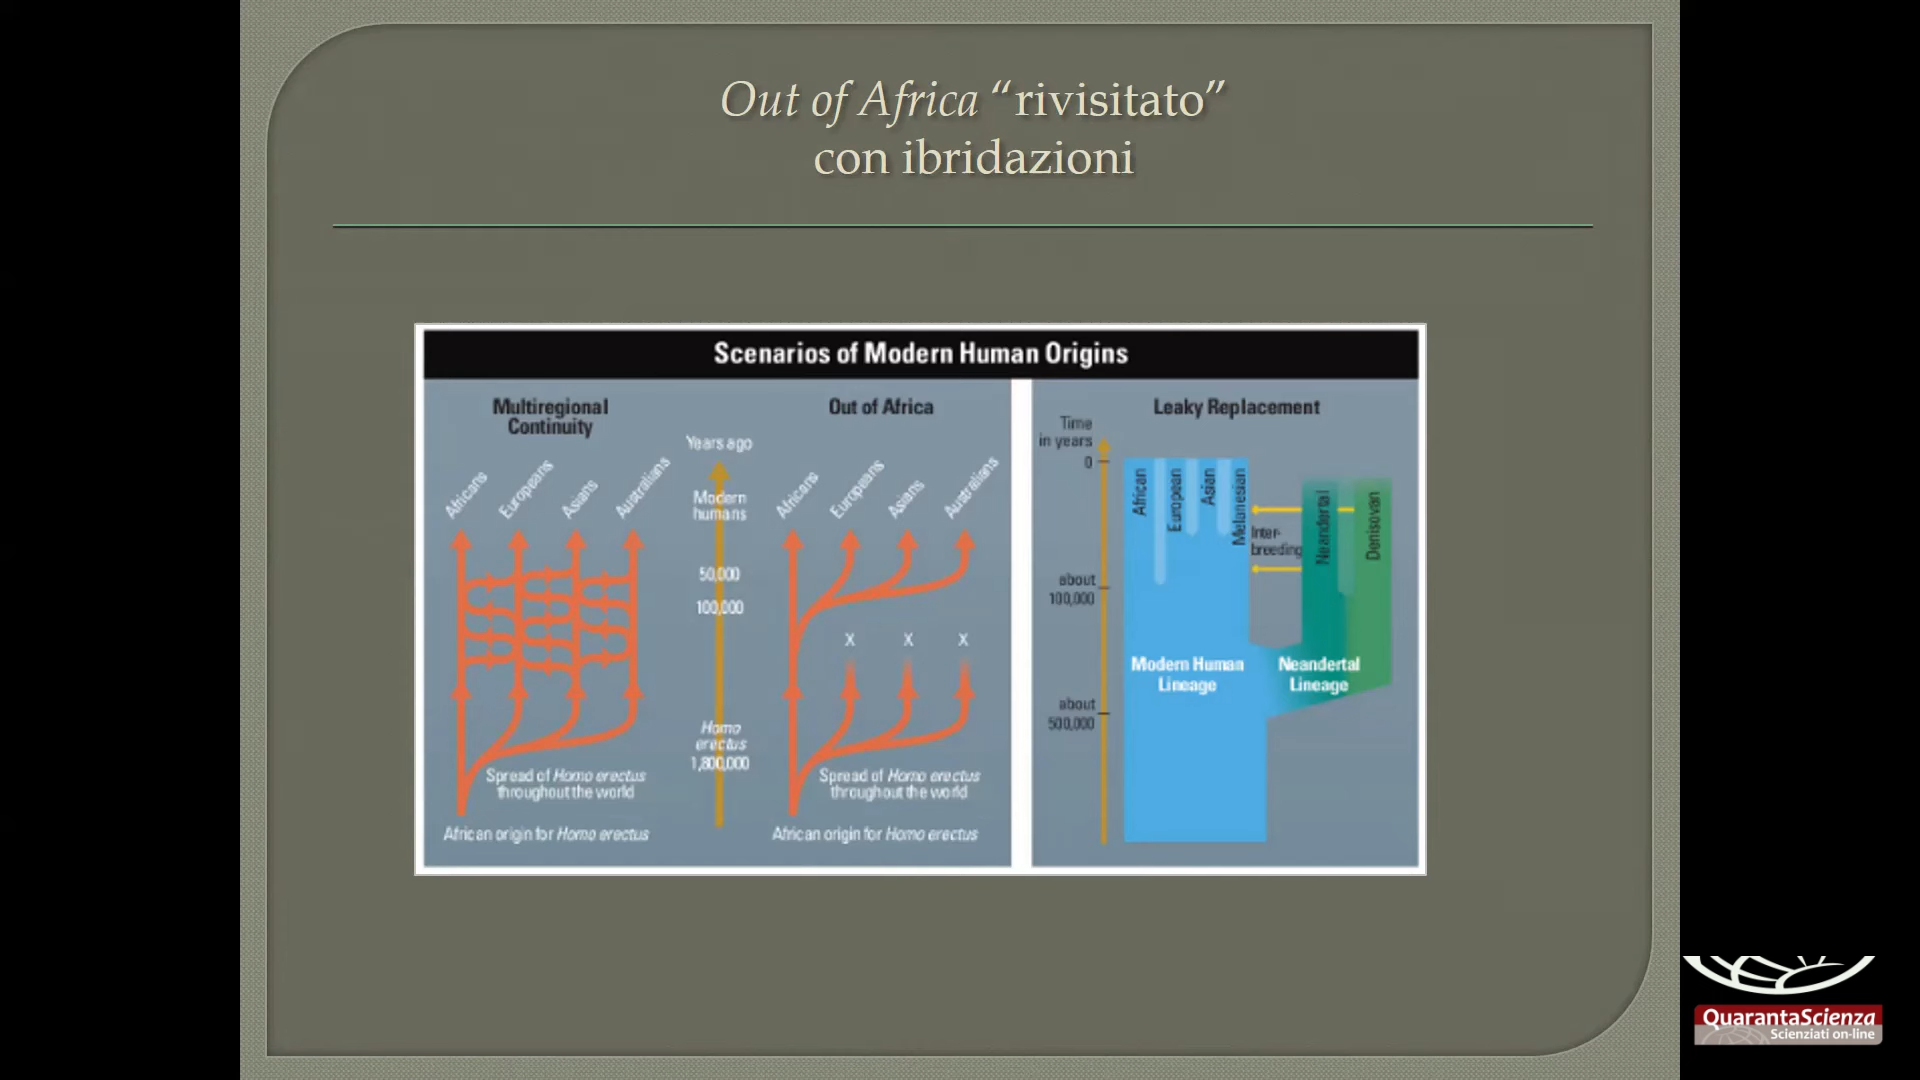 Out of Africa “rivisitato”
con ibridazioni
Scenarios of Modern Human Origins
Multiregional
Continuity
Africans
Europeans
Asians
Australians
Spread of Homo erectus
throughout the world
African origin for Homo erectus
Years ago
Modern
humans
50,000
100,000
Homo
erectus
1,800,000
Out of Africa
Africans
Europeans
Asians
Australians
X X X
Spread of Homo erectus
throughout the world
African origin for Homo erectus
Leaky Replacement
Time
in years
0
about
100,000
about
500,000
African
European
Asian
Melanesian
Inter-
breeding
Neandertal
Denisovan
Modern Human
Lineage
Neandertal
Lineage
QuarantaScienza
Scienziati on-line